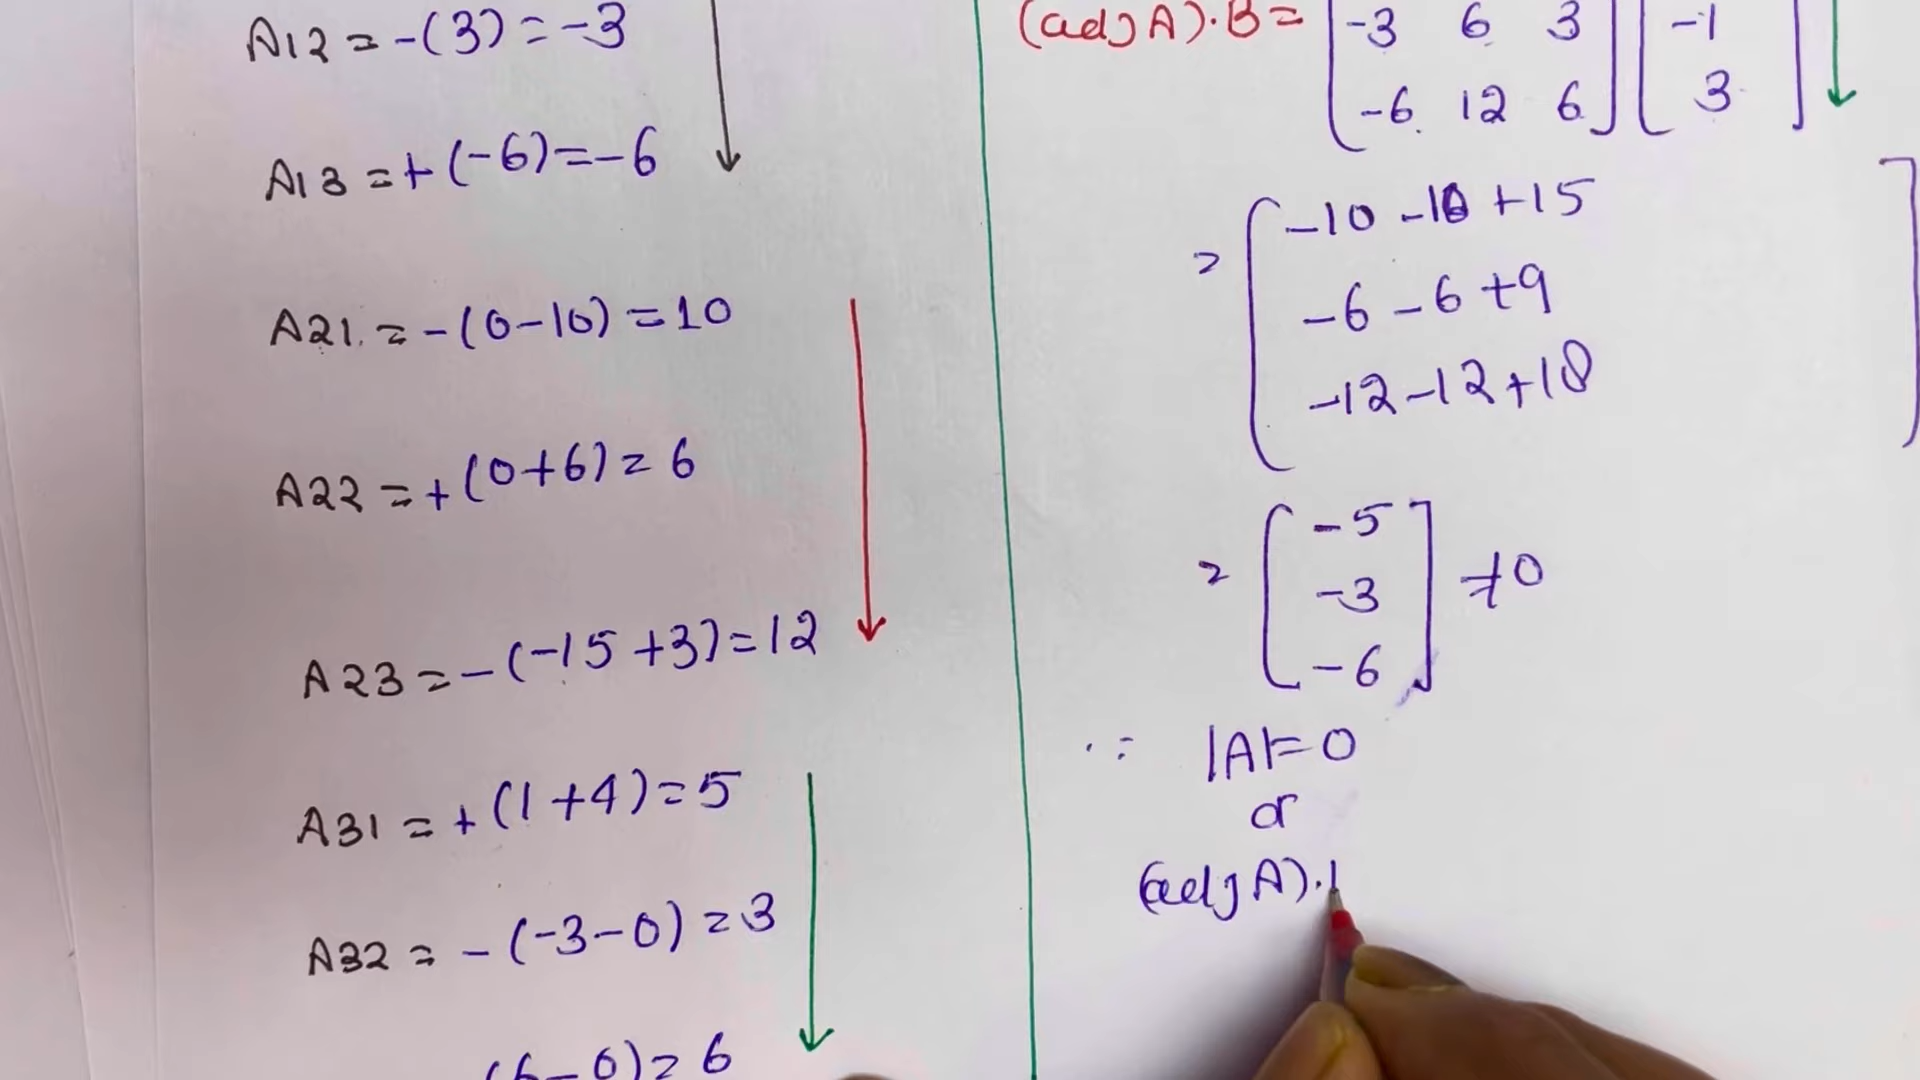 A12 = -(3) = -3
A13 = +(-6) = -6
A21 = -(0-10) = 10
A22 = +(0+6) = 6
A23 = -(-15+3) = 12
A31 = +(1+4) = 5
A32 = -(-3-0) = 3
(6-0) = 6
(adj A)·B = [-3 6 3] [-1]
[-6 12 6] [3]
= [-10 -10 +15]
-6 -6 +9
-12 -12 +18
= [-5] ≠0
-3
-6
∵ |A|=0
or
(adj A).